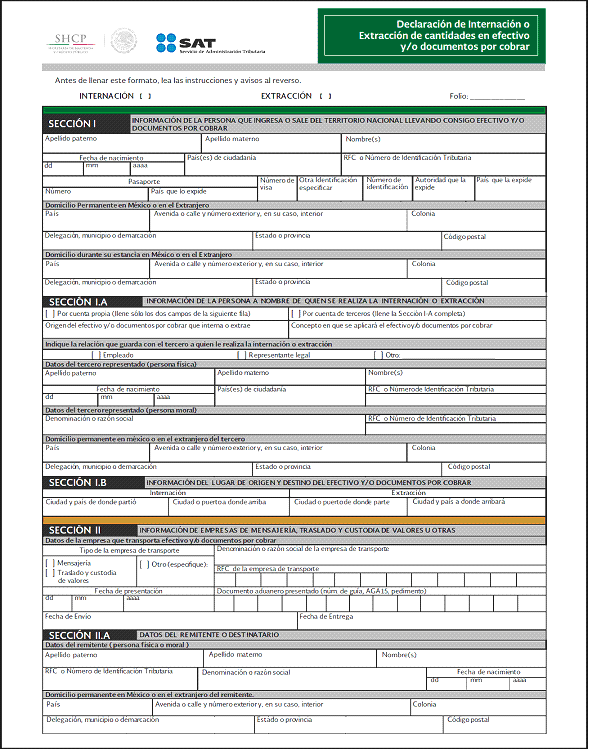 SHCP
SAT
Servicio de Administración Tributaria
Declaración de Internación o
Extracción de cantidades en efectivo
y/o documentos por cobrar
Antes de llenar este formato, lea las instrucciones y avisos al reverso.
INTERNACIÓN ( ) EXTRACCIÓN ( ) Folio:
SECCIÓN I INFORMACIÓN DE LA PERSONA QUE INGRESA O SALE DEL TERRITORIO NACIONAL LLEVANDO CONSIGO EFECTIVO Y/O
DOCUMENTOS POR COBRAR
Apellido paterno Apellido materno Nombre(s)
Fecha de nacimiento País(es) de ciudadania RFC o Número de Identificación Tributaria
dd mm aaaa
Pasaporte Número de visa Otra Identificación especificar Número de identificación Autoridad que la expide País que la expide
Número País que lo expide
Domicilio Permanente en México o en el Extranjero
País Avenida o calle y número exterior y, en su caso, interior Colonia
Delegación, municipio o demarcación Estado o provincia Código postal
Domicilio durante su estancia en México o en el Extranjero
País Avenida o calle y número exterior y, en su caso, interior Colonia
Delegación, municipio o demarcación Estado o provincia Código postal
SECCIÓN I.A INFORMACIÓN DE LA PERSONA A NOMBRE DE QUIEN SE REALIZA LA INTERNACIÓN O EXTRACCIÓN
[ ] Por cuenta propia (llene sólo los dos campos de la siguiente fila) [ ] Por cuenta de terceros (llene la Sección I-A completa)
Origen del efectivo y/o documentos por cobrar que interna o extrae Concepto en que se aplicará el efectivo y/o documentos por cobrar
Indique la relación que guarda con el tercero a quien le realiza la internación o extracción
[ ] Empleado [ ] Representante legal [ ] Otro:
Datos del tercero representado (persona física)
Apellido paterno Apellido materno Nombre(s)
Fecha de nacimiento País(es) de ciudadania RFC o Número de Identificación Tributaria
dd mm aaaa
Datos del tercero representado (persona moral)
Denominación o razón social RFC o Número de Identificación Tributaria
Domicilio permanente en méxico o en el extranjero del tercero
País Avenida o calle y número exterior y, en su caso, interior Colonia
Delegación, municipio o demarcación Estado o provincia Código postal
SECCIÓN I.B INFORMACIÓN DEL LUGAR DE ORIGEN Y DESTINO DEL EFECTIVO Y/O DOCUMENTOS POR COBRAR
Internación Extracción
Ciudad y país de donde partió Ciudad o puerto a donde arriba Ciudad o puerto de donde parte Ciudad y país a donde arribará
SECCIÓN II INFORMACIÓN DE EMPRESAS DE MENSAJERÍA, TRASLADO Y CUSTODIA DE VALORES U OTRAS
Datos de la empresa que transporta efectivo y/o documentos por cobrar
Tipo de la empresa de transporte Denominación o razón social de la empresa de transporte
[ ] Mensajería [ ] Otro (especifique):
[ ] Traslado y custodia de valores RFC de la empresa de transporte
Fecha de presentación Documento aduanero presentado (núm. de guía, AGA15, pedimento)
dd mm aaaa
Fecha de Envío Fecha de Entrega
SECCIÓN II.A DATOS DEL REMITENTE O DESTINATARIO
Datos del remitente ( persona física o moral )
Apellido paterno Apellido materno Nombre(s)
RFC o Número de Identificación Tributaria Denominación o razón social Fecha de nacimiento
dd mm aaaa
Domicilio permanente en México o en el extranjero del remitente.
País Avenida o calle y número exterior y, en su caso, interior Colonia
Delegación, municipio o demarcación Estado o provincia Código postal